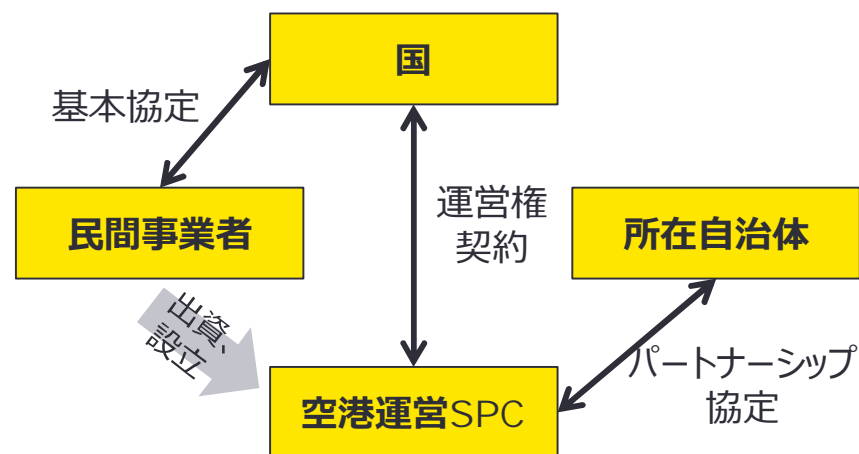 国
基本協定
民間事業者
運営権
契約
所在自治体
出資、
設立
パートナーシップ
協定
空港運営SPC